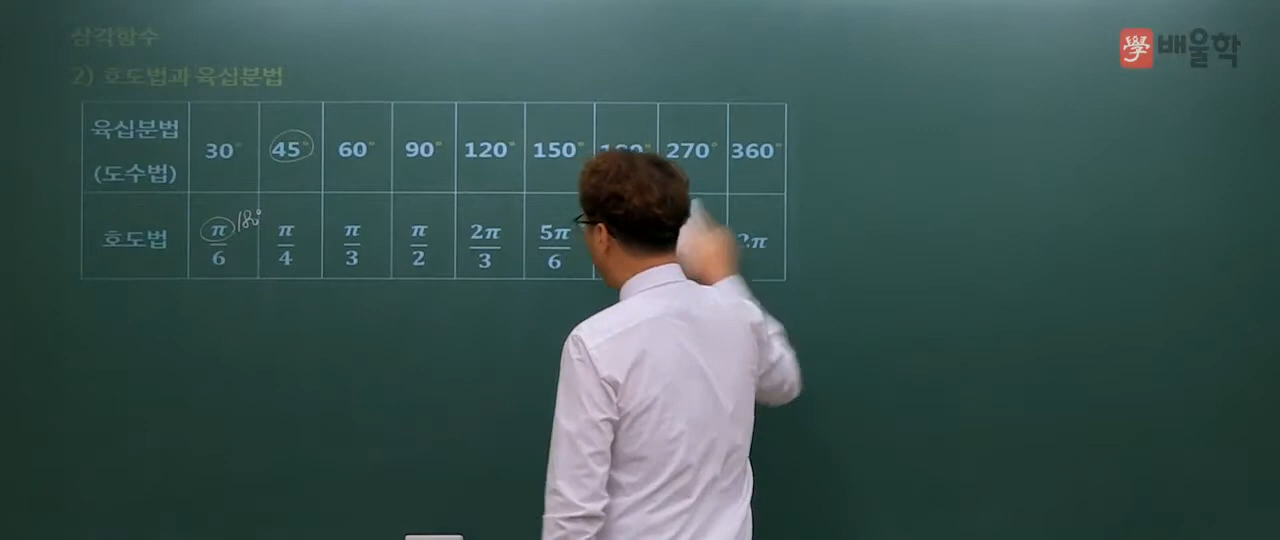 삼각함수
學 배울학
2) 호도법과 육십분법
육십분법 (도수법) 30° 45° 60° 90° 120° 150° 270° 360°
호도법 π/6 180° π/4 π/3 π/2 2π/3 5π/6 2π